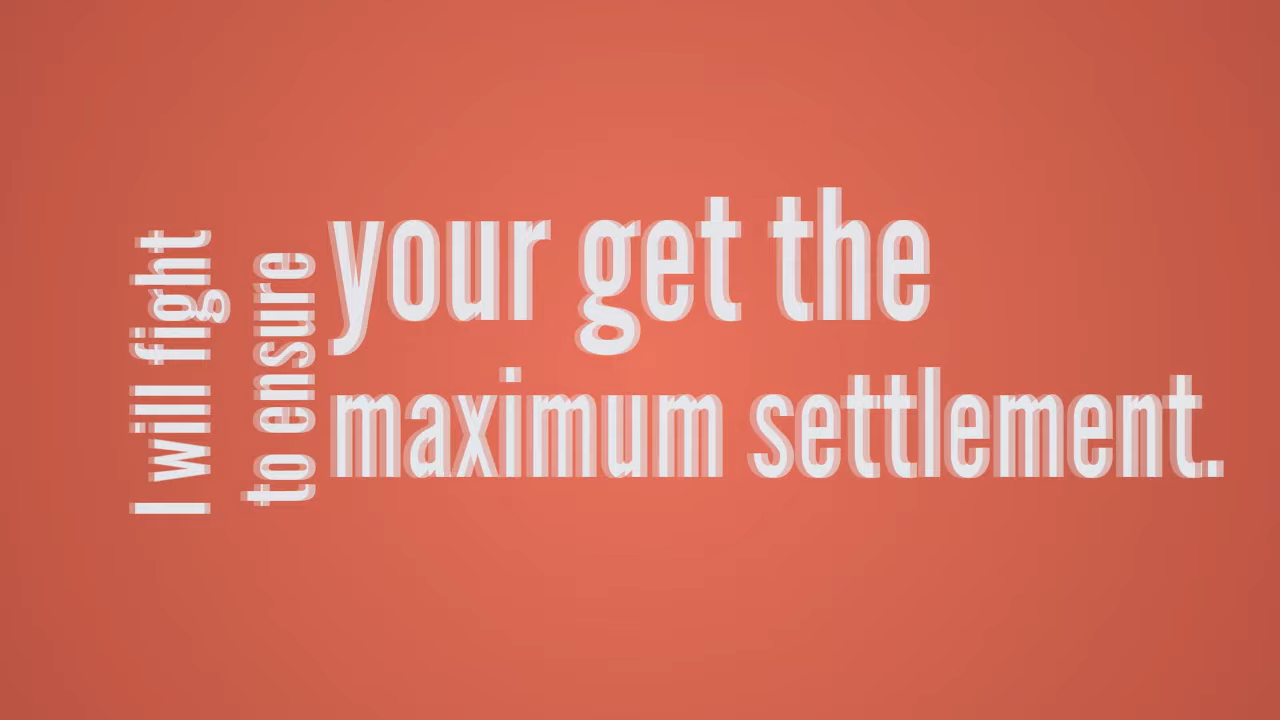 I will fight
to ensure
your get the
maximum settlement.